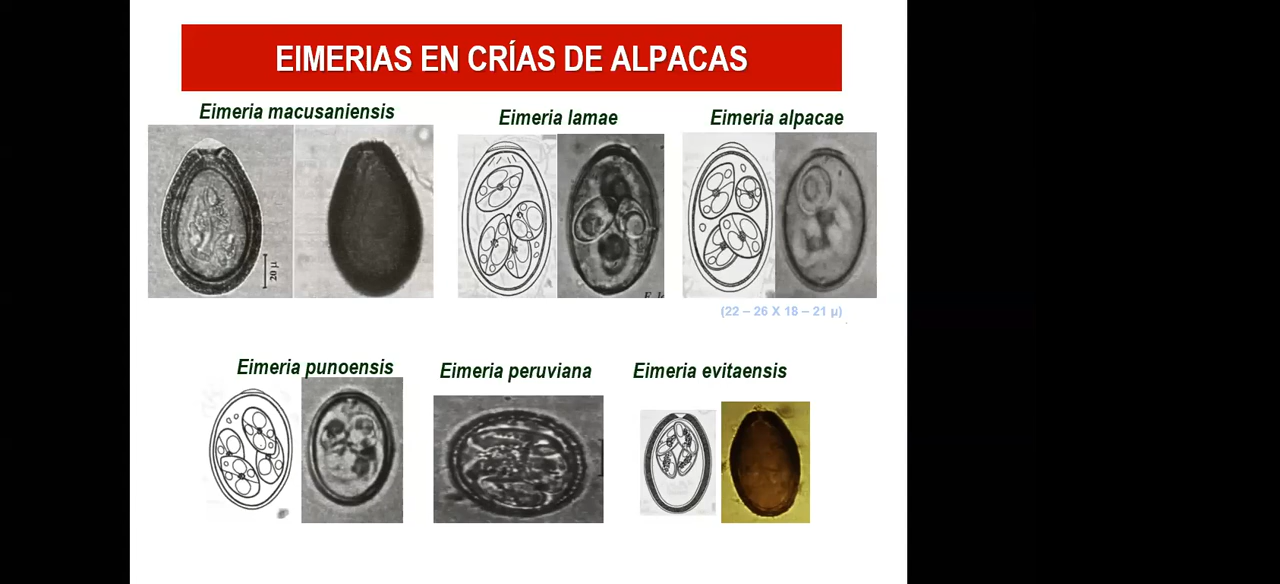 EIMERIAS EN CRÍAS DE ALPACAS
Eimeria macusaniensis
Eimeria lamae
Eimeria alpacae
20 µ
(22 – 26 X 18 – 21 µ)
Eimeria punoensis
Eimeria peruviana
Eimeria evitaensis